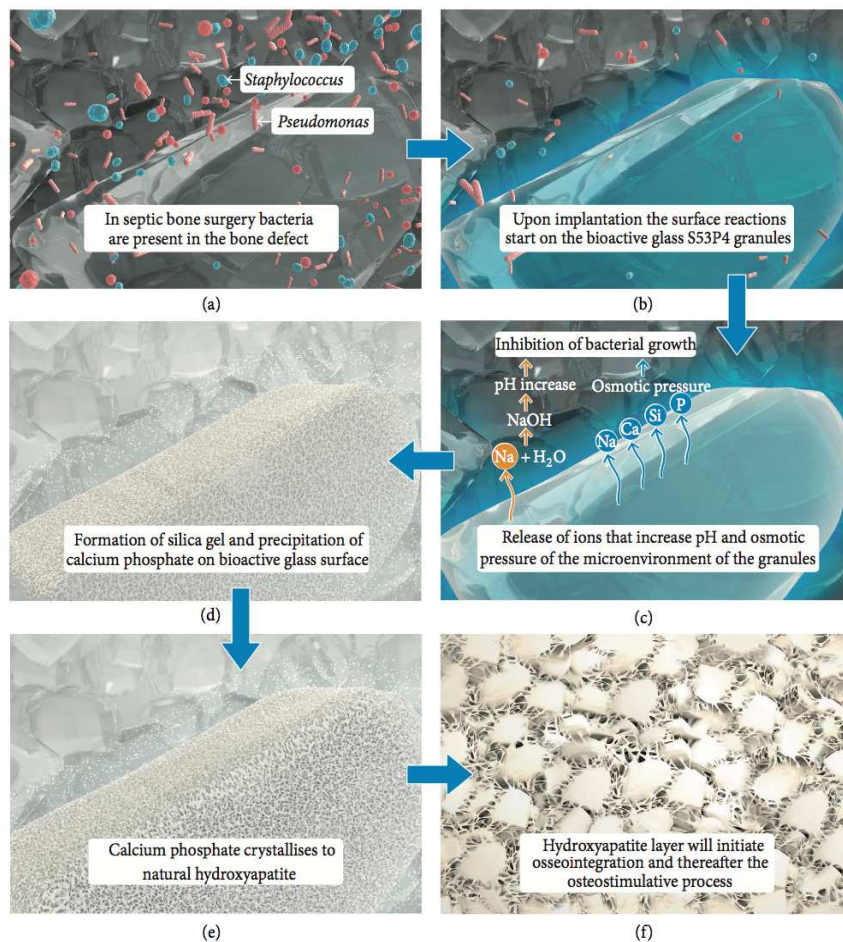 Staphylococcus
Pseudomonas
In septic bone surgery bacteria
are present in the bone defect
(a)
Upon implantation the surface reactions
start on the bioactive glass S53P4 granules
(b)
Inhibition of bacterial growth
pH increase
Osmotic pressure
NaOH
Na + H₂O
Na
Ca
Si
P
Release of ions that increase pH and osmotic
pressure of the microenvironment of the granules
(c)
Formation of silica gel and precipitation of
calcium phosphate on bioactive glass surface
(d)
Calcium phosphate crystallises to
natural hydroxyapatite
(e)
Hydroxyapatite layer will initiate
osseointegration and thereafter the
osteostimulative process
(f)